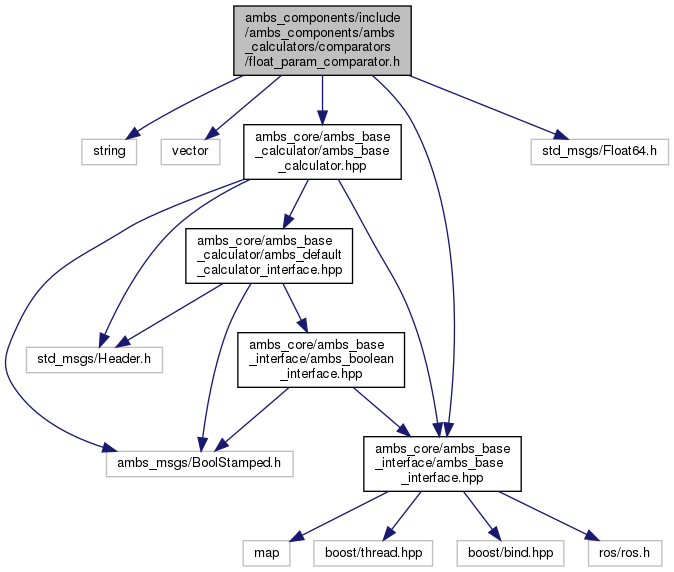 ambs_components/include
/ambs_components/ambs
_calculators/comparators
/float_param_comparator.h
string
vector
ambs_core/ambs_base
_calculator/ambs_base
_calculator.hpp
std_msgs/Float64.h
ambs_core/ambs_base
_calculator/ambs_default
_calculator_interface.hpp
std_msgs/Header.h
ambs_core/ambs_base
_interface/ambs_boolean
_interface.hpp
ambs_msgs/BoolStamped.h
ambs_core/ambs_base
_interface/ambs_base
_interface.hpp
map
boost/thread.hpp
boost/bind.hpp
ros/ros.h